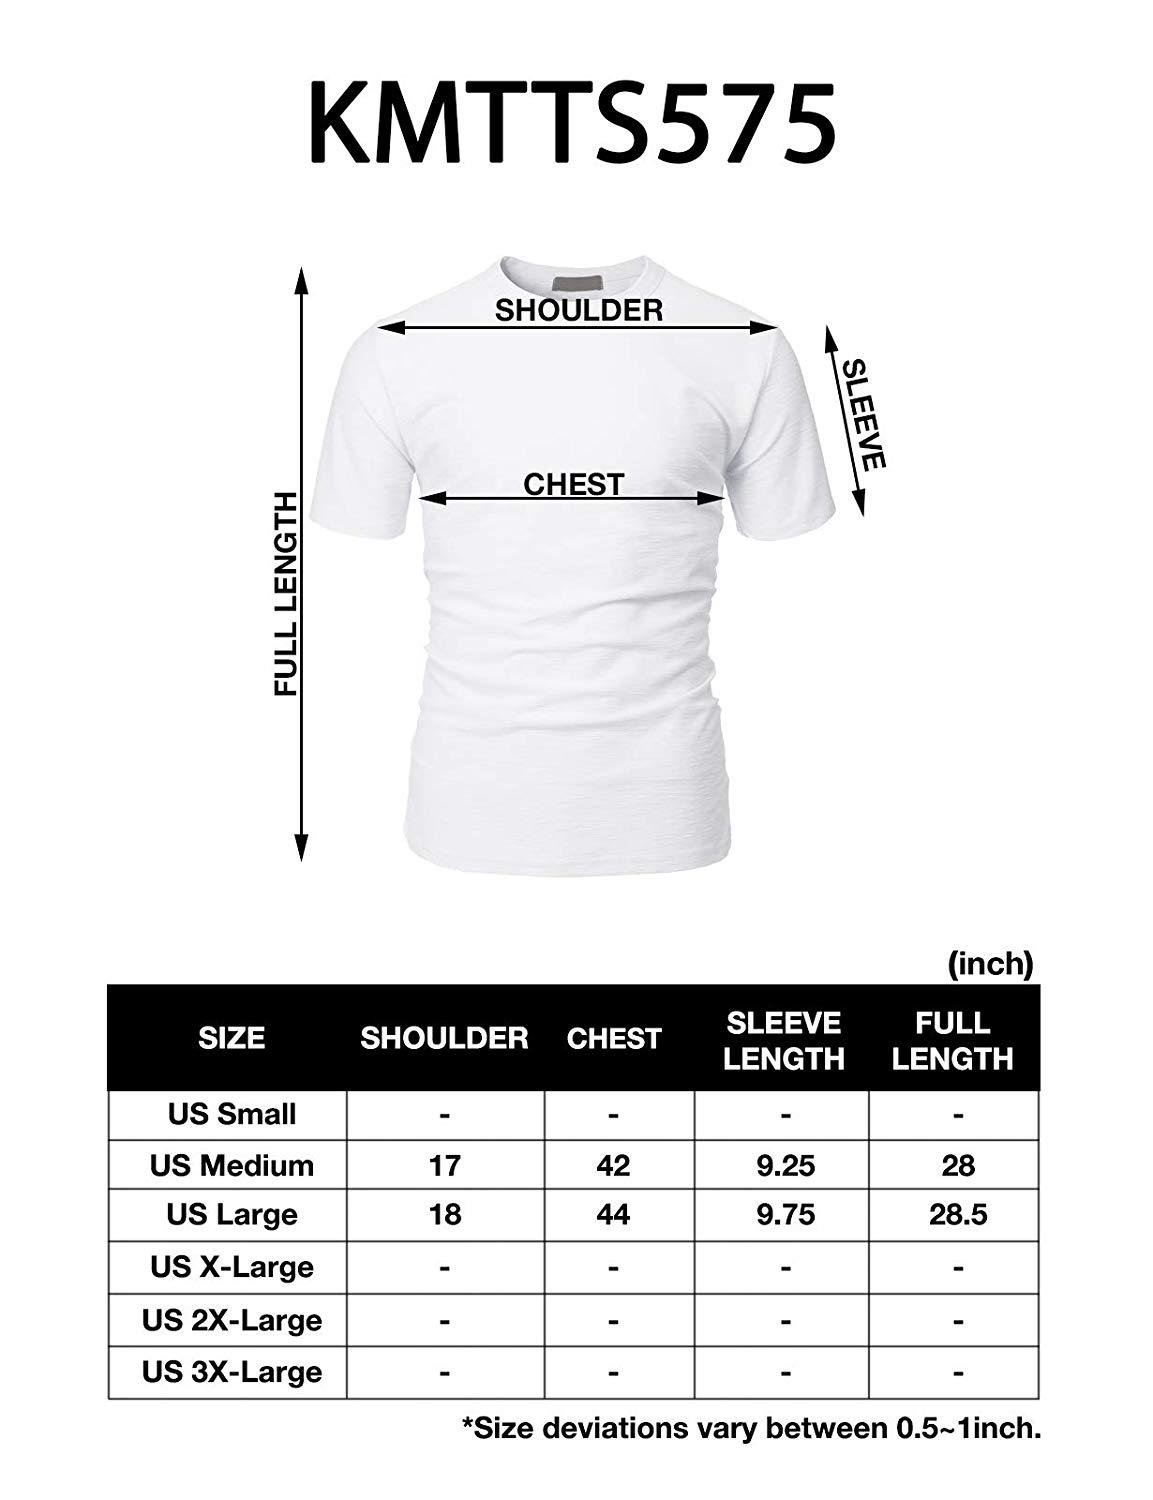 KMTTS575
SHOULDER
SLEEVE
CHEST
FULL LENGTH
(inch)
SIZE SHOULDER CHEST SLEEVE LENGTH FULL LENGTH
US Small - - - -
US Medium 17 42 9.25 28
US Large 18 44 9.75 28.5
US X-Large - - - -
US 2X-Large - - - -
US 3X-Large - - - -
*Size deviations vary between 0.5~1inch.